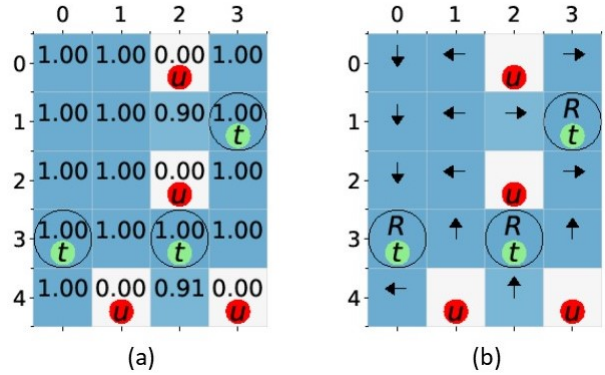 0 1 2 3
0 1.00 1.00 0.00 1.00
u
1 1.00 1.00 0.90 1.00
t
2 1.00 1.00 0.00 1.00
u
3 1.00 1.00 1.00 1.00
t t
4 1.00 0.00 0.91 0.00
u u
(a)
0 1 2 3
0
u
1 R
t
2
u
3 R R
t t
4
u u
(b)